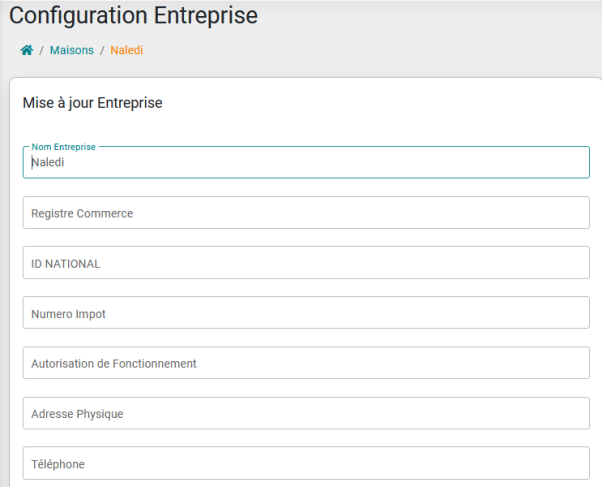 Configuration Entreprise
/ Maisons / Naledi
Mise à jour Entreprise
Nom Entreprise
Naledi
Registre Commerce
ID NATIONAL
Numero Impot
Autorisation de Fonctionnement
Adresse Physique
Téléphone